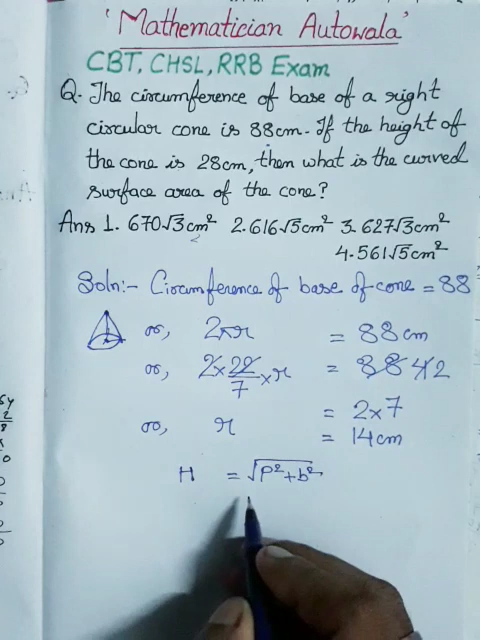 'Mathematician Autowala'
CBT, CHSL, RRB Exam
Q. The circumference of base of a right
circular cone is 88cm. If the height of
the cone is 28cm, then what is the curved
surface area of the cone?
Ans 1. 670√3cm² 2. 616√5cm² 3. 627√3cm²
4. 561√5cm²
Soln:- Circumference of base of cone = 88
or, 2πr = 88cm
or, 2×22/7×r = 88 4 2
= 2×7
or, r = 14cm
H = √P²+b²